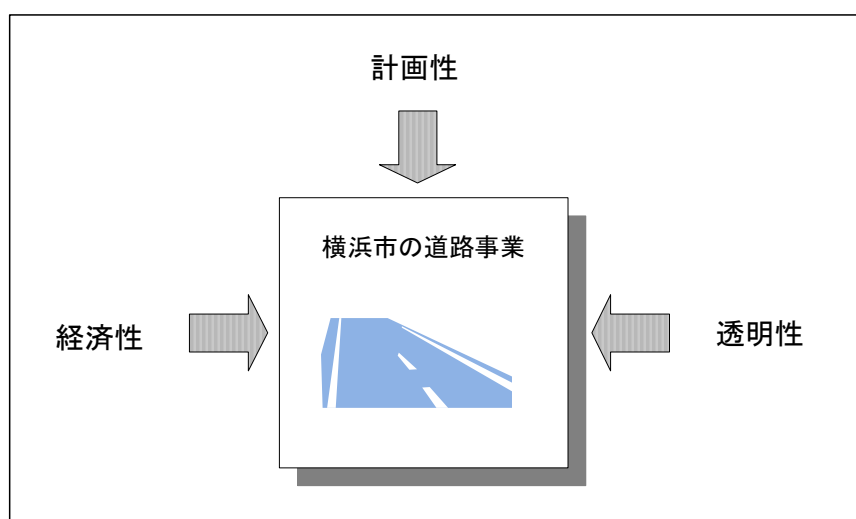 計画性
横浜市の道路事業
経済性
透明性